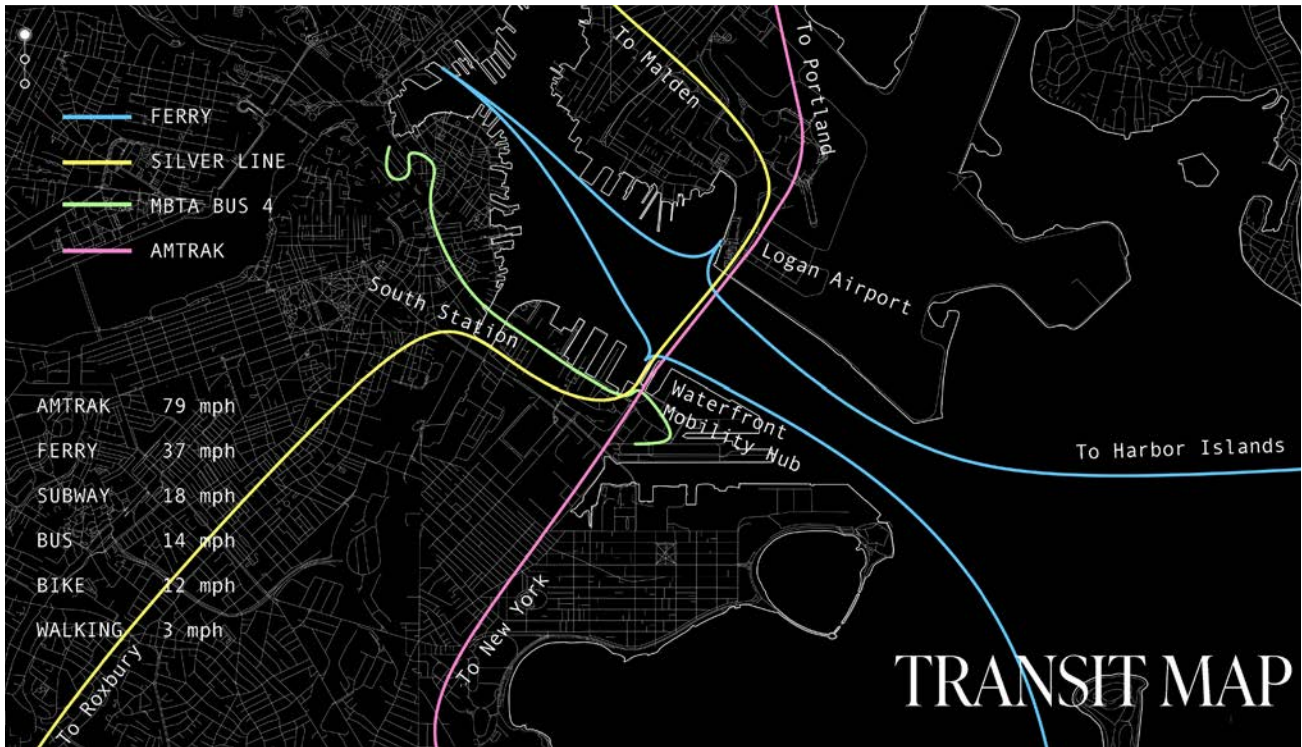 To Malden
To Portland
FERRY
SILVER LINE
MBTA BUS 4
AMTRAK
Logan Airport
South Station
Waterfront
Mobility Hub
AMTRAK 79 mph
FERRY 37 mph
SUBWAY 18 mph
BUS 14 mph
BIKE 12 mph
WALKING 3 mph
To Harbor Islands
To New York
To Roxbury
TRANSIT MAP